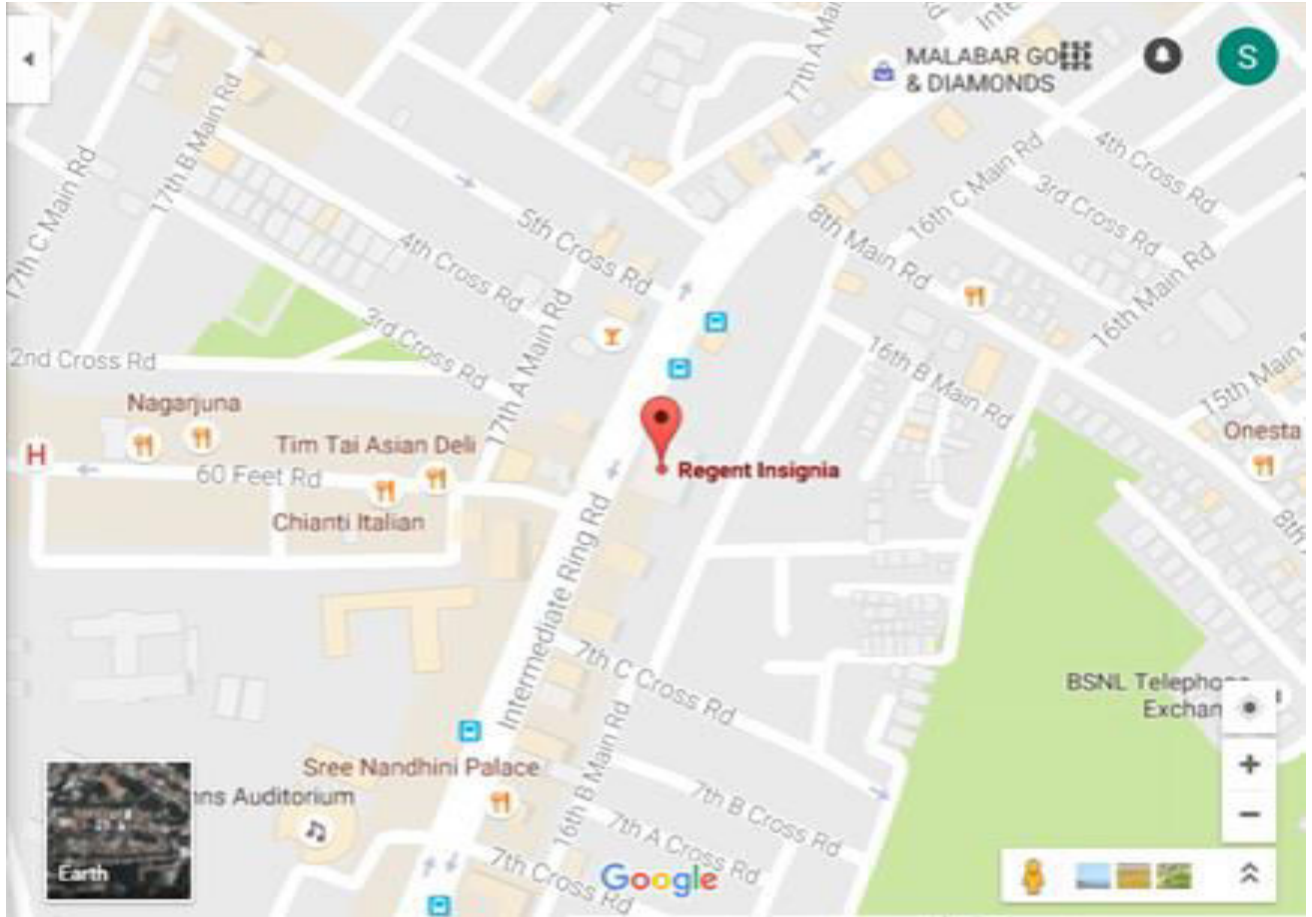 MALABAR GO
& DIAMONDS
S
17th A Main Rd
17th B Main Rd
17th C Main Rd
4th Cross Rd
3rd Cross Rd
16th C Main Rd
5th Cross Rd
4th Cross Rd
8th Main Rd
16th Main Rd
3rd Cross Rd
17th A Main Rd
2nd Cross Rd
16th B Main Rd
15th Main
Nagarjuna
Onesta
Tim Tai Asian Deli
H
60 Feet Rd
Regent Insignia
Chianti Italian
8th
Intermediate Ring Rd
7th C Cross Rd
BSNL Telephone
Exchan
Sree Nandhini Palace
16th B Main Rd
7th B Cross Rd
Auditorium
7th A Cross Rd
7th Cross Rd
Earth
Google